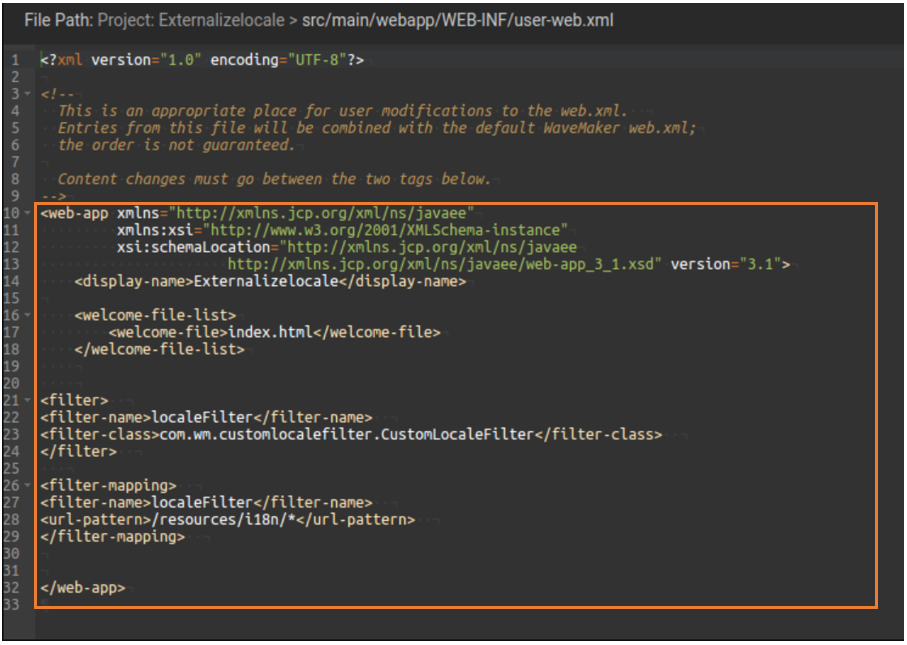 File Path: Project: Externalizelocale > src/main/webapp/WEB-INF/user-web.xml
1 <?xml version="1.0" encoding="UTF-8"?>
2
3 <!--
4 This is an appropriate place for user modifications to the web.xml.
5 Entries from this file will be combined with the default WaveMaker web.xml;
6 the order is not guaranteed.
7
8 Content changes must go between the two tags below.
9 -->
10 <web-app xmlns="http://xmlns.jcp.org/xml/ns/javaee"
11 xmlns:xsi="http://www.w3.org/2001/XMLSchema-instance"
12 xsi:schemaLocation="http://xmlns.jcp.org/xml/ns/javaee
13 http://xmlns.jcp.org/xml/ns/javaee/web-app_3_1.xsd" version="3.1">
14 <display-name>Externalizelocale</display-name>
15
16 <welcome-file-list>
17 <welcome-file>index.html</welcome-file>
18 </welcome-file-list>
19
20
21 <filter>
22 <filter-name>localeFilter</filter-name>
23 <filter-class>com.wm.customlocalefilter.CustomLocaleFilter</filter-class>
24 </filter>
25
26 <filter-mapping>
27 <filter-name>localeFilter</filter-name>
28 <url-pattern>/resources/i18n/*</url-pattern>
29 </filter-mapping>
30
31
32 </web-app>
33